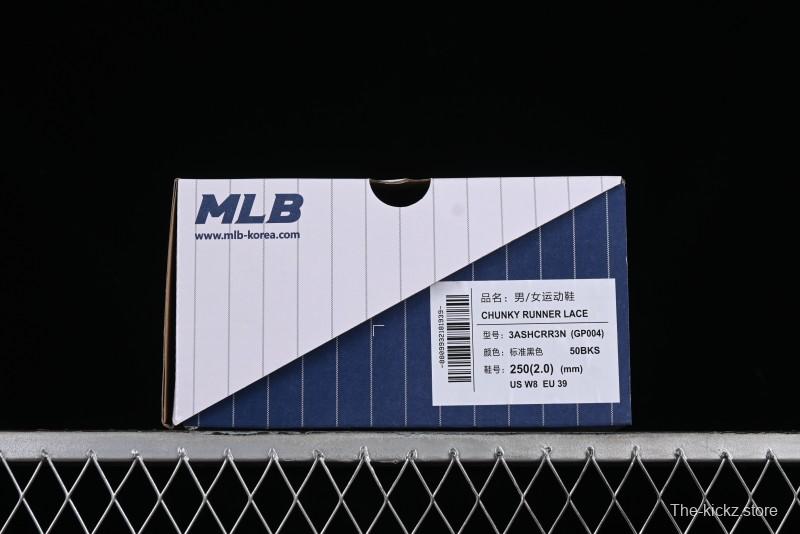 MLB
www.mlb-korea.com
品名：男/女运动鞋
CHUNKY RUNNER LACE
型号：3ASHCRR3N (GP004)
颜色：标准黑色 50BKS
鞋号：250(2.0) (mm)
US W8 EU 39
The-kickz.store